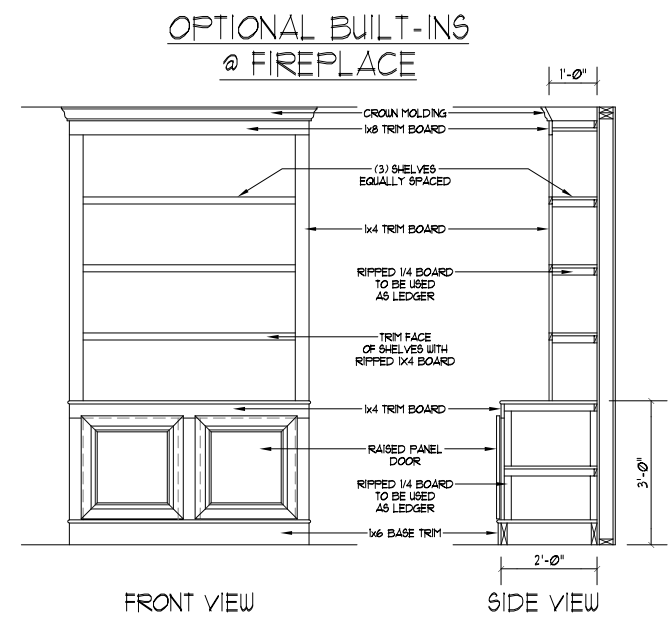 OPTIONAL BUILT-INS
@ FIREPLACE
1'-0"
CROWN MOLDING
1x8 TRIM BOARD
(3) SHELVES
EQUALLY SPACED
1x4 TRIM BOARD
RIPPED 1/4 BOARD
TO BE USED
AS LEDGER
TRIM FACE
OF SHELVES WITH
RIPPED 1X4 BOARD
1x4 TRIM BOARD
RAISED PANEL
DOOR
RIPPED 1/4 BOARD
TO BE USED
AS LEDGER
1x6 BASE TRIM
3'-0"
2'-0"
FRONT VIEW
SIDE VIEW